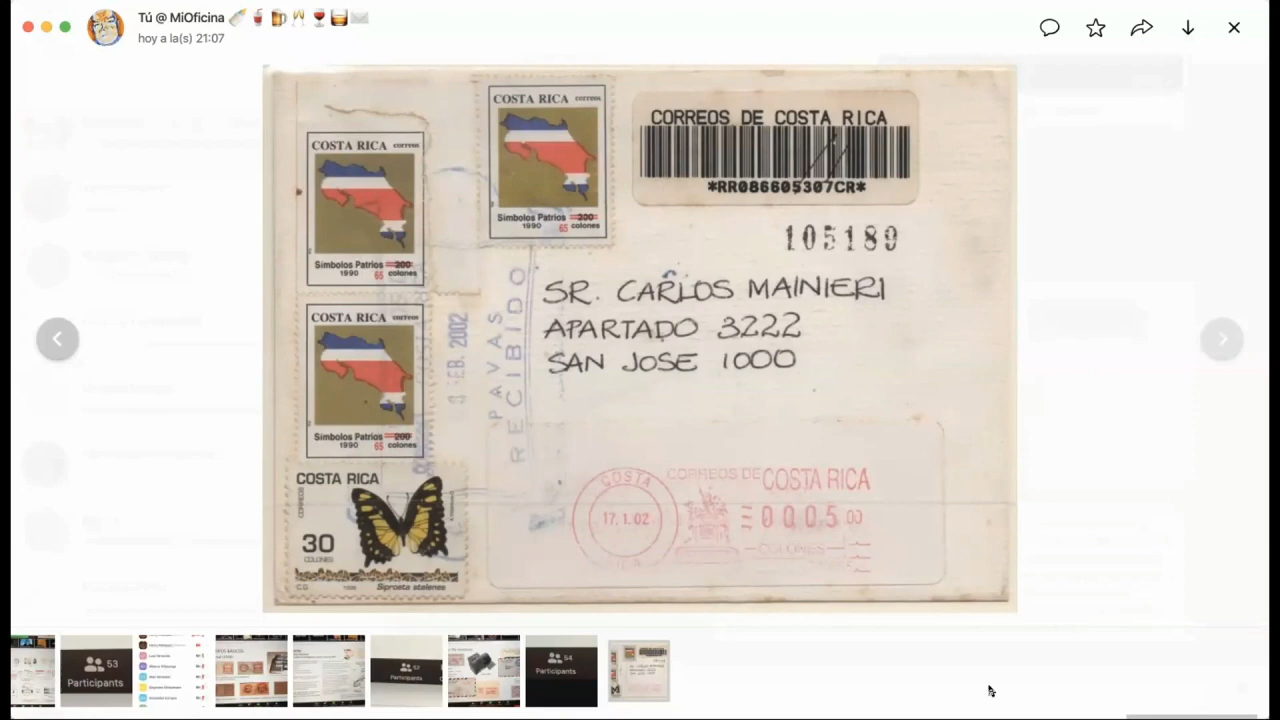 Tú @ MiOficina
hoy a la(s) 21:07
COSTA RICA correos
Simbolos Patrios 200
1990 65 colones
COSTA RICA correos
Simbolos Patrios 200
1990 65 colones
CORREOS DE COSTA RICA
*RR086605307CR*
105189
SR. CARLOS MAINIERI
APARTADO 3222
SAN JOSE 1000
COSTA RICA correos
Simbolos Patrios 200
1990 65 colones
FEB. 2002
PAVAS
RECIBIDO
COSTA RICA
CORREOS
30
COLONES
Siproeta stelenes
COSTA
17.1.02
CORREOS DE COSTA RICA
0005 00
COLONES
53
Participants
Participants
54
Participants